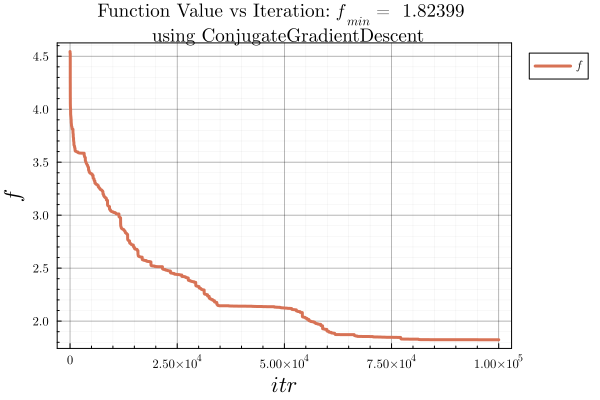 Function Value vs Iteration: f_min = 1.82399
using ConjugateGradientDescent
f
4.5
4.0
3.5
3.0
2.5
2.0
f
0
2.50×10^4
5.00×10^4
7.50×10^4
1.00×10^5
itr